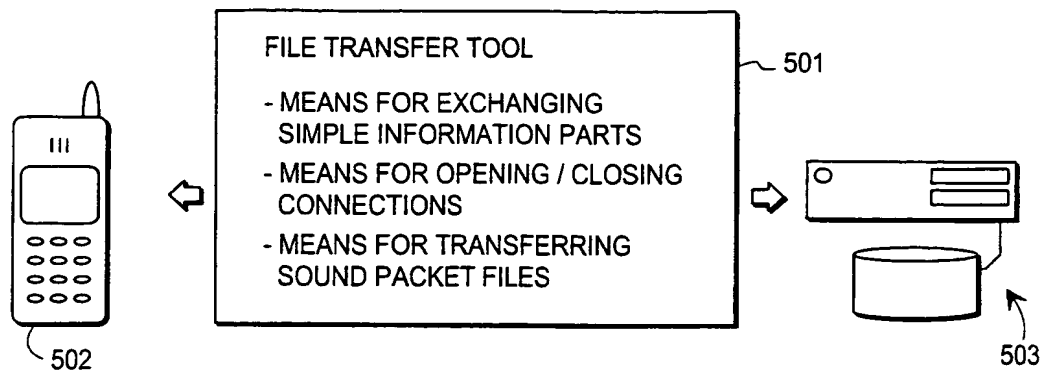 FILE TRANSFER TOOL
- MEANS FOR EXCHANGING
SIMPLE INFORMATION PARTS
- MEANS FOR OPENING / CLOSING
CONNECTIONS
- MEANS FOR TRANSFERRING
SOUND PACKET FILES
501
502
503